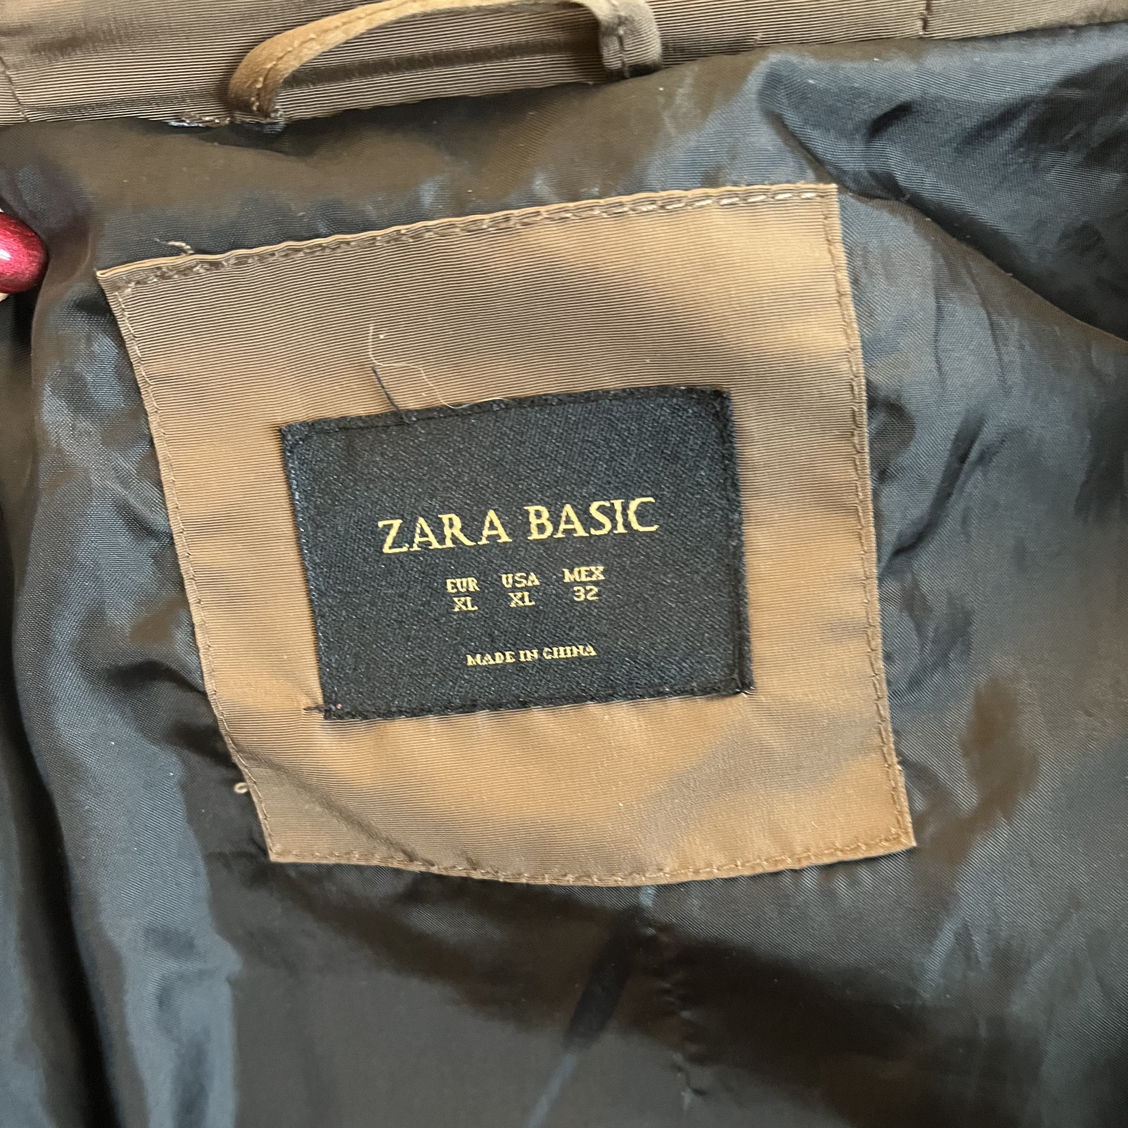 ZARA BASIC
EUR USA MEX
XL XL 32
MADE IN CHINA